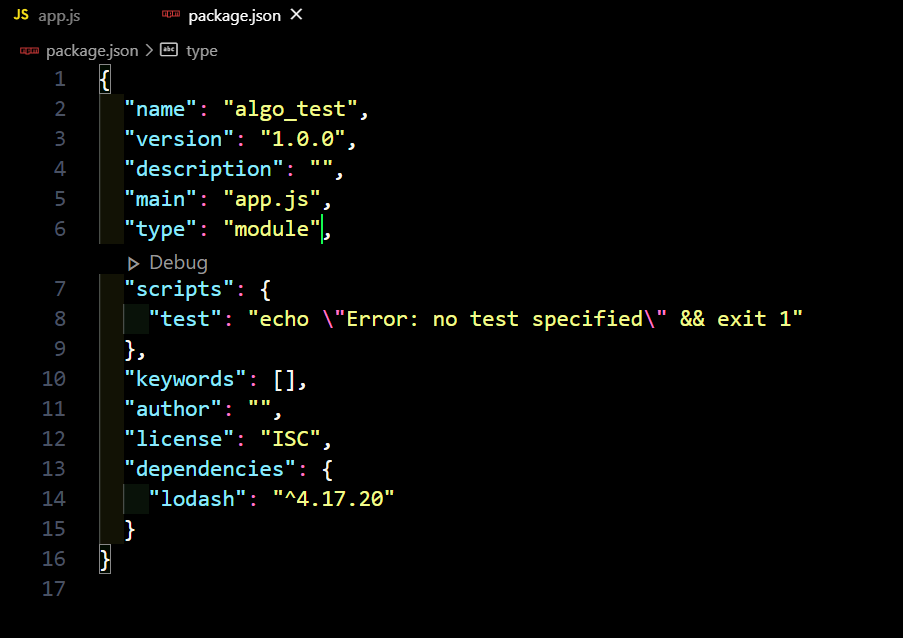 JS app.js npm package.json ×
npm package.json > abc type
1 {
2 "name": "algo_test",
3 "version": "1.0.0",
4 "description": "",
5 "main": "app.js",
6 "type": "module",
Debug
7 "scripts": {
8 "test": "echo \"Error: no test specified\" && exit 1"
9 },
10 "keywords": [],
11 "author": "",
12 "license": "ISC",
13 "dependencies": {
14 "lodash": "^4.17.20"
15 }
16 }
17